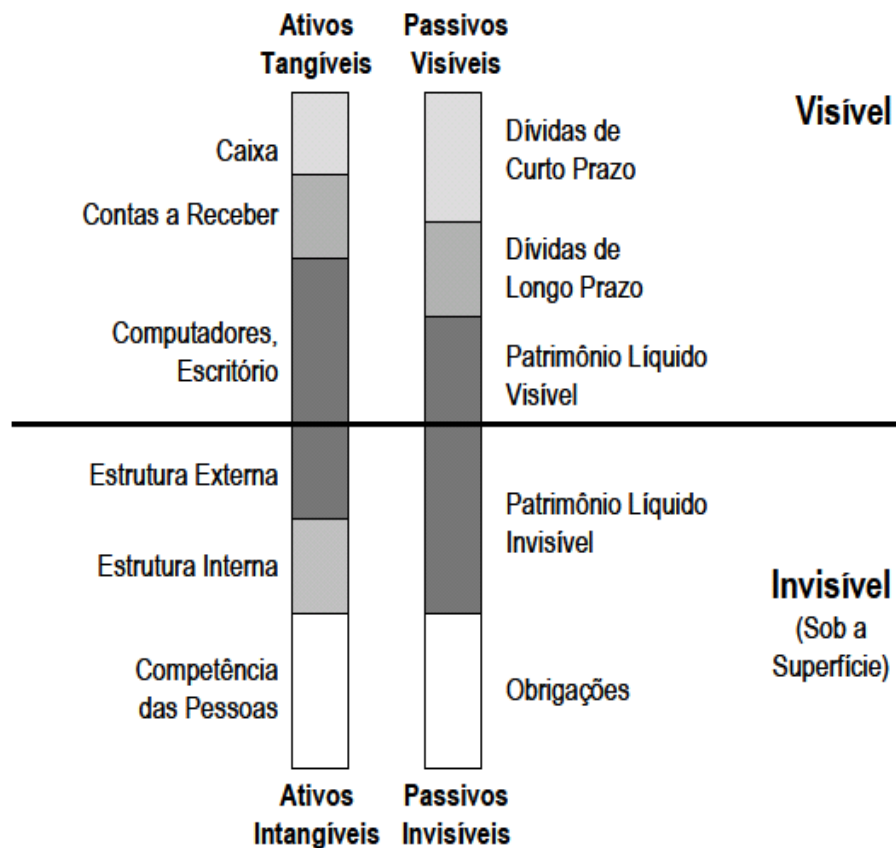 Ativos
Tangíveis
Passivos
Visíveis
Visível
Caixa
Contas a Receber
Computadores,
Escritório
Dívidas de
Curto Prazo
Dívidas de
Longo Prazo
Patrimônio Líquido
Visível
Estrutura Externa
Estrutura Interna
Competência
das Pessoas
Patrimônio Líquido
Invisível
Obrigações
Invisível
(Sob a
Superfície)
Ativos
Intangíveis
Passivos
Invisíveis